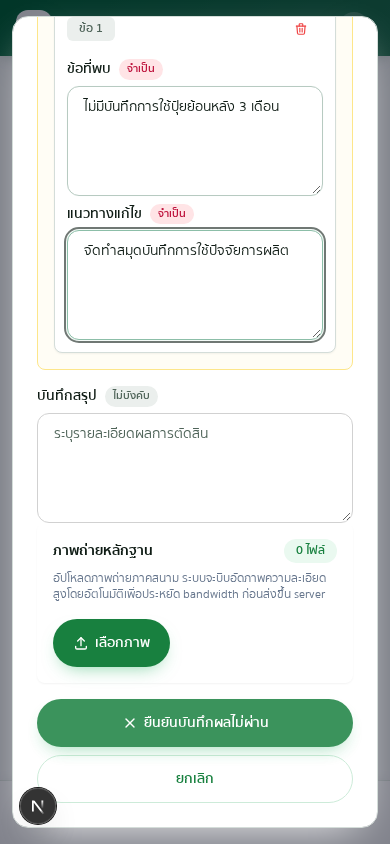 ข้อ 1
ข้อที่พบ จำเป็น
ไม่มีบันทึกการใช้ปุ๋ยย้อนหลัง 3 เดือน
แนวทางแก้ไข จำเป็น
จัดทำสมุดบันทึกการใช้ปัจจัยการผลิต
บันทึกสรุป ไม่บังคับ
ระบุรายละเอียดผลการตัดสิน
ภาพถ่ายหลักฐาน 0 ไฟล์
อัปโหลดภาพถ่ายภาคสนาม ระบบจะบีบอัดภาพความละเอียด
สูงโดยอัตโนมัติเพื่อประหยัด bandwidth ก่อนส่งขึ้น server
เลือกภาพ
ยืนยันบันทึกผลไม่ผ่าน
ยกเลิก
N